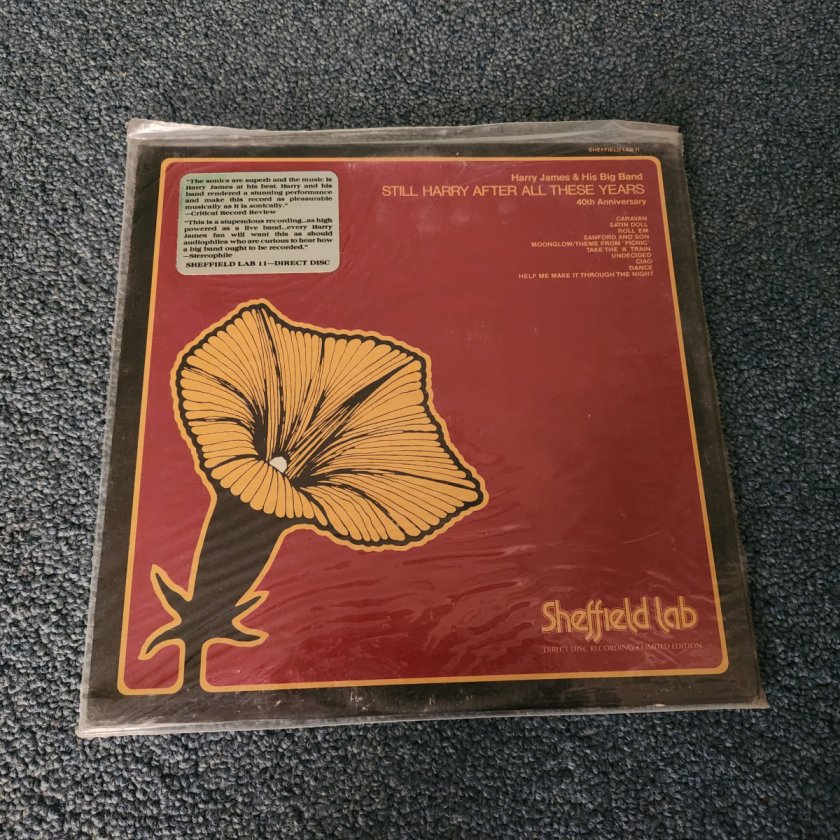 SHEFFIELD LAB 11
"The sonics are superb and the music is
Harry James at his best. Harry and his
band rendered a stunning performance
and make this record as pleasurable
musically as it is sonically."
—Critical Record Review
"This is a stupendous recording...as high
powered as a live band...every Harry
James fan will want this as should
audiophiles who are curious to hear how
a big band ought to be recorded."
—Stereophile
SHEFFIELD LAB 11—DIRECT DISC
Harry James & His Big Band
STILL HARRY AFTER ALL THESE YEARS
40th Anniversary
CARAVAN
SATIN DOLL
ROLL 'EM
SANFORD AND SON
MOONGLOW/THEME FROM 'PICNIC'
TAKE THE 'A' TRAIN
UNDECIDED
CIAO
DANCE
HELP ME MAKE IT THROUGH THE NIGHT
Sheffield Lab
DIRECT DISC RECORDING • LIMITED EDITION